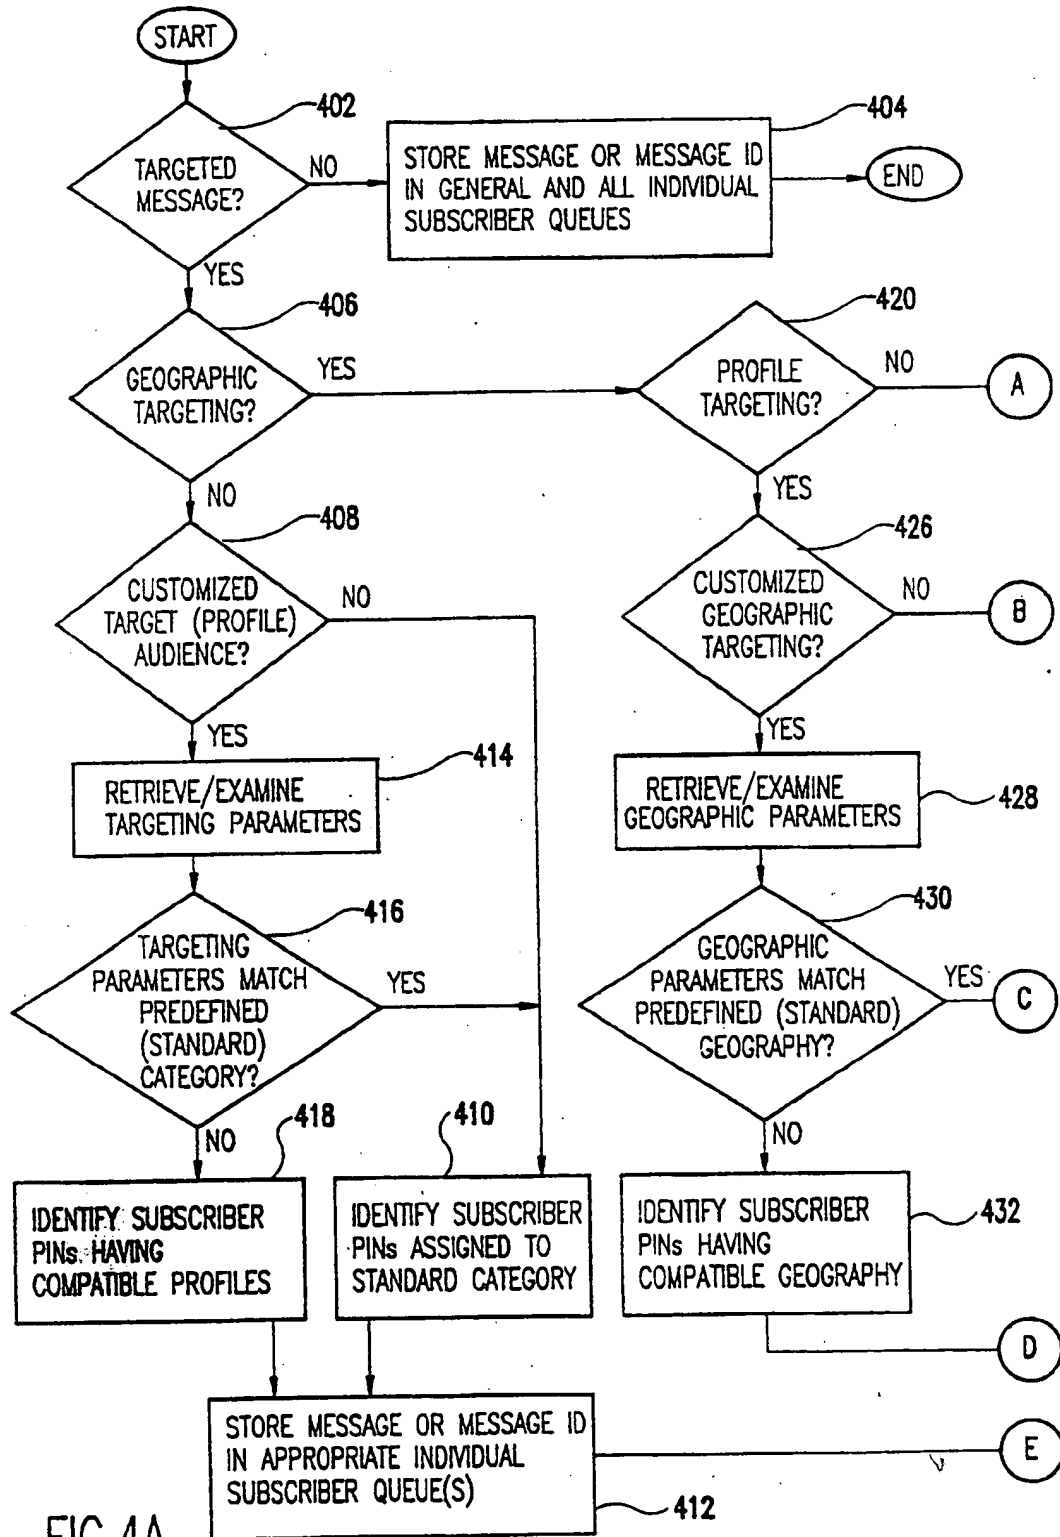 START
402
TARGETED
MESSAGE?
NO
404
STORE MESSAGE OR MESSAGE ID
IN GENERAL AND ALL INDIVIDUAL
SUBSCRIBER QUEUES
END
YES
406
GEOGRAPHIC
TARGETING?
YES
420
PROFILE
TARGETING?
NO
A
NO
YES
408
CUSTOMIZED
TARGET (PROFILE)
AUDIENCE?
NO
426
CUSTOMIZED
GEOGRAPHIC
TARGETING?
NO
B
YES
YES
414
RETRIEVE/EXAMINE
TARGETING PARAMETERS
RETRIEVE/EXAMINE
GEOGRAPHIC PARAMETERS
428
416
TARGETING
PARAMETERS MATCH
PREDEFINED
(STANDARD)
CATEGORY?
YES
430
GEOGRAPHIC
PARAMETERS MATCH
PREDEFINED (STANDARD)
GEOGRAPHY?
YES
C
NO
NO
418
IDENTIFY SUBSCRIBER
PINs HAVING
COMPATIBLE PROFILES
410
IDENTIFY SUBSCRIBER
PINs ASSIGNED TO
STANDARD CATEGORY
IDENTIFY SUBSCRIBER
PINs HAVING
COMPATIBLE GEOGRAPHY
432
D
STORE MESSAGE OR MESSAGE ID
IN APPROPRIATE INDIVIDUAL
SUBSCRIBER QUEUE(S)
E
412
FIG.4A